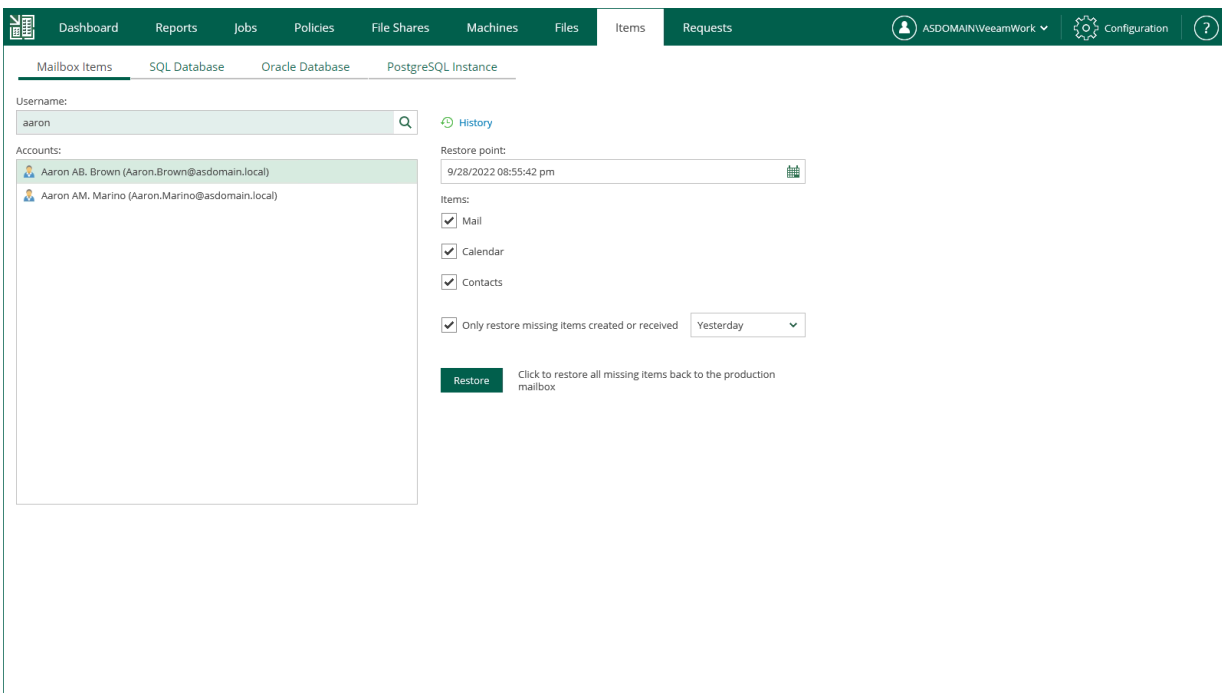 Dashboard Reports Jobs Policies File Shares Machines Files Items Requests ASDOMAIN\VeeamWork Configuration ?
Mailbox Items SQL Database Oracle Database PostgreSQL Instance
Username:
aaron
History
Accounts:
Aaron AB. Brown (Aaron.Brown@asdomain.local)
Aaron AM. Marino (Aaron.Marino@asdomain.local)
Restore point:
9/28/2022 08:55:42 pm
Items:
Mail
Calendar
Contacts
Only restore missing items created or received Yesterday
Restore Click to restore all missing items back to the production
mailbox